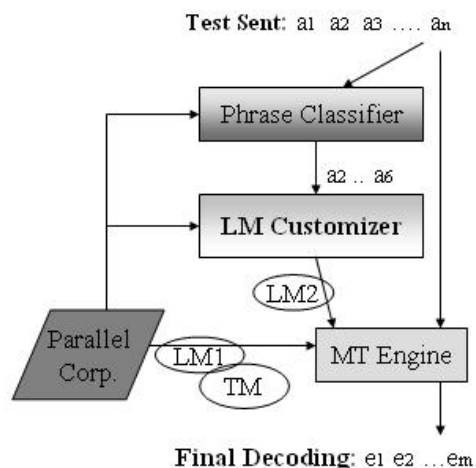 Test Sent: a1 a2 a3 .... an
Phrase Classifier
a2 .. a6
LM Customizer
LM2
Parallel
Corp.
LM1
TM
MT Engine
Final Decoding: e1 e2 ...em